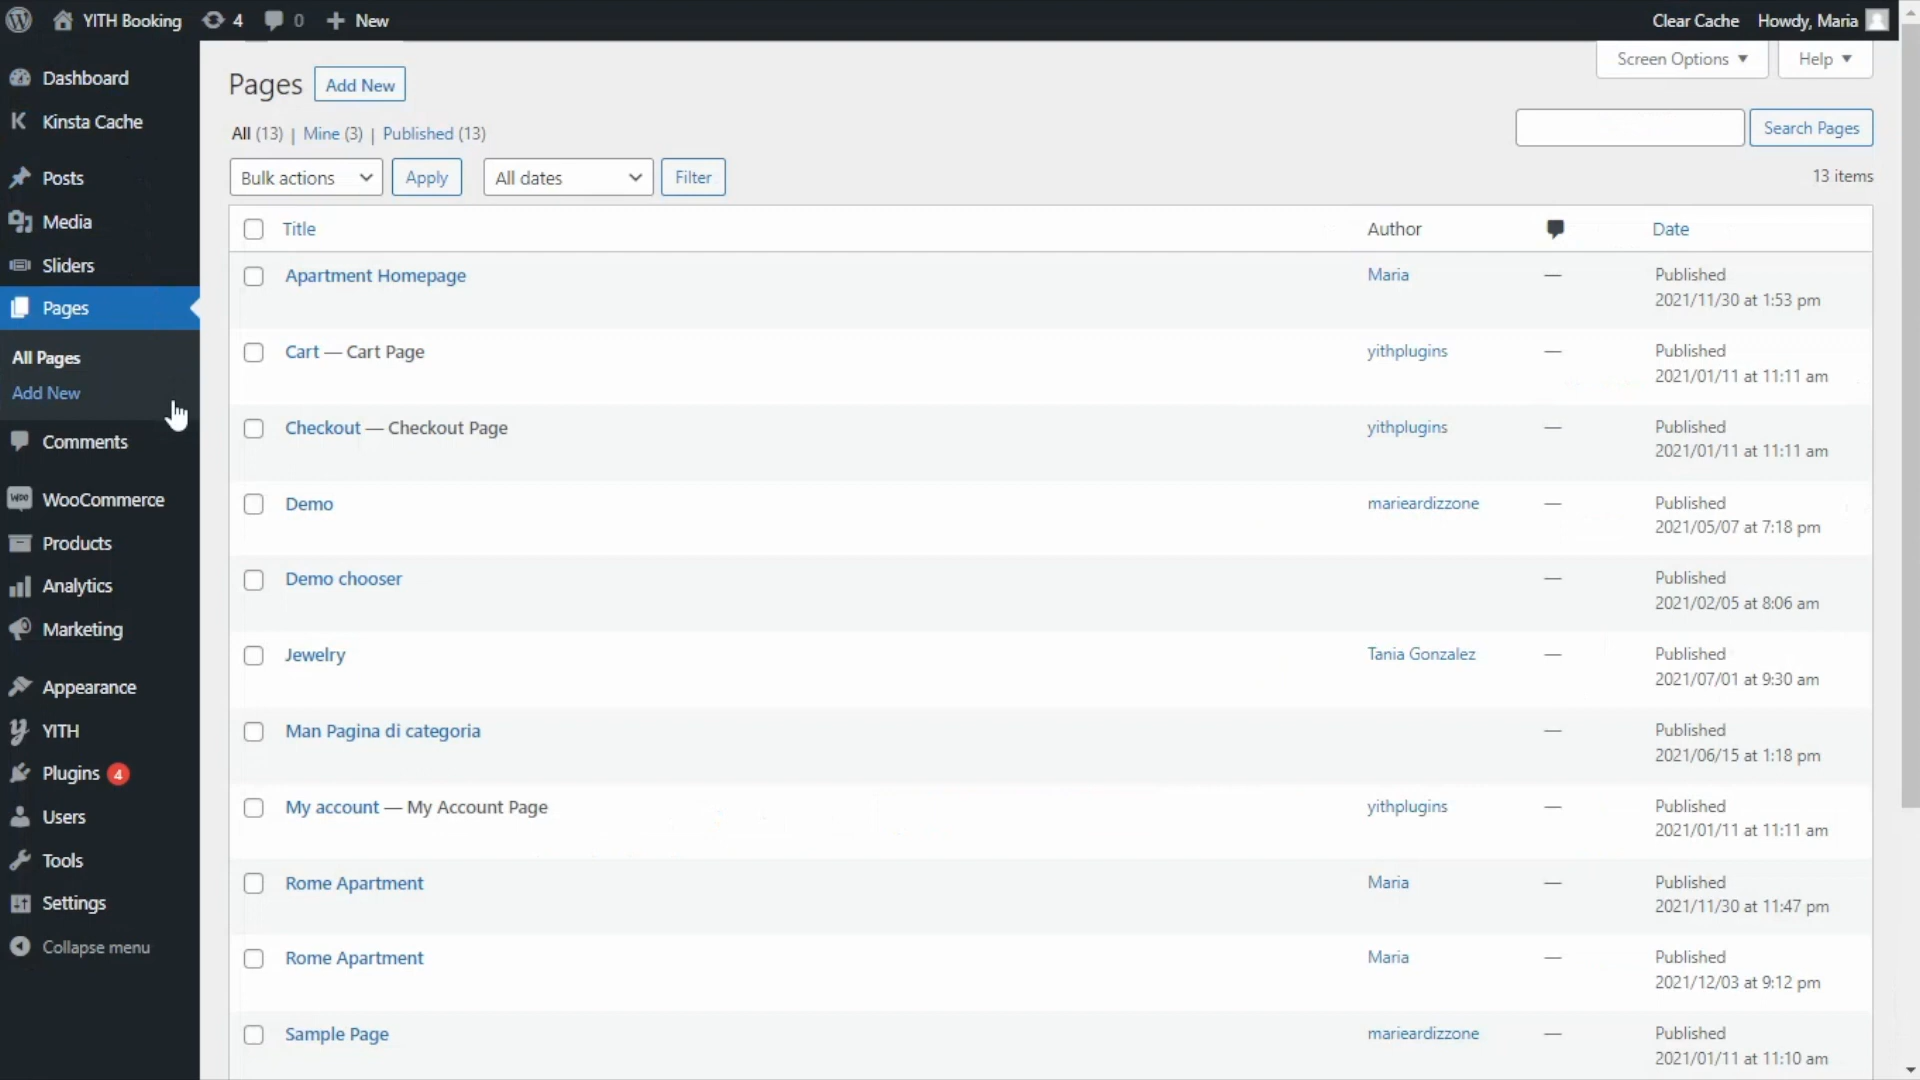 YITH Booking 4 0 New Clear Cache Howdy, Maria
Dashboard
Kinsta Cache
Posts
Media
Sliders
Pages
All Pages
Add New
Comments
Woo WooCommerce
Products
Analytics
Marketing
Appearance
YITH
Plugins 4
Users
Tools
Settings
Collapse menu
Screen Options Help
Pages Add New
All (13) | Mine (3) | Published (13)
Search Pages
Bulk actions Apply All dates Filter 13 items
Title Author Date
Apartment Homepage Maria — Published
2021/11/30 at 1:53 pm
Cart — Cart Page yithplugins — Published
2021/01/11 at 11:11 am
Checkout — Checkout Page yithplugins — Published
2021/01/11 at 11:11 am
Demo marieardizzone — Published
2021/05/07 at 7:18 pm
Demo chooser — Published
2021/02/05 at 8:06 am
Jewelry Tania Gonzalez — Published
2021/07/01 at 9:30 am
Man Pagina di categoria — Published
2021/06/15 at 1:18 pm
My account — My Account Page yithplugins — Published
2021/01/11 at 11:11 am
Rome Apartment Maria — Published
2021/11/30 at 11:47 pm
Rome Apartment Maria — Published
2021/12/03 at 9:12 pm
Sample Page marieardizzone — Published
2021/01/11 at 11:10 am